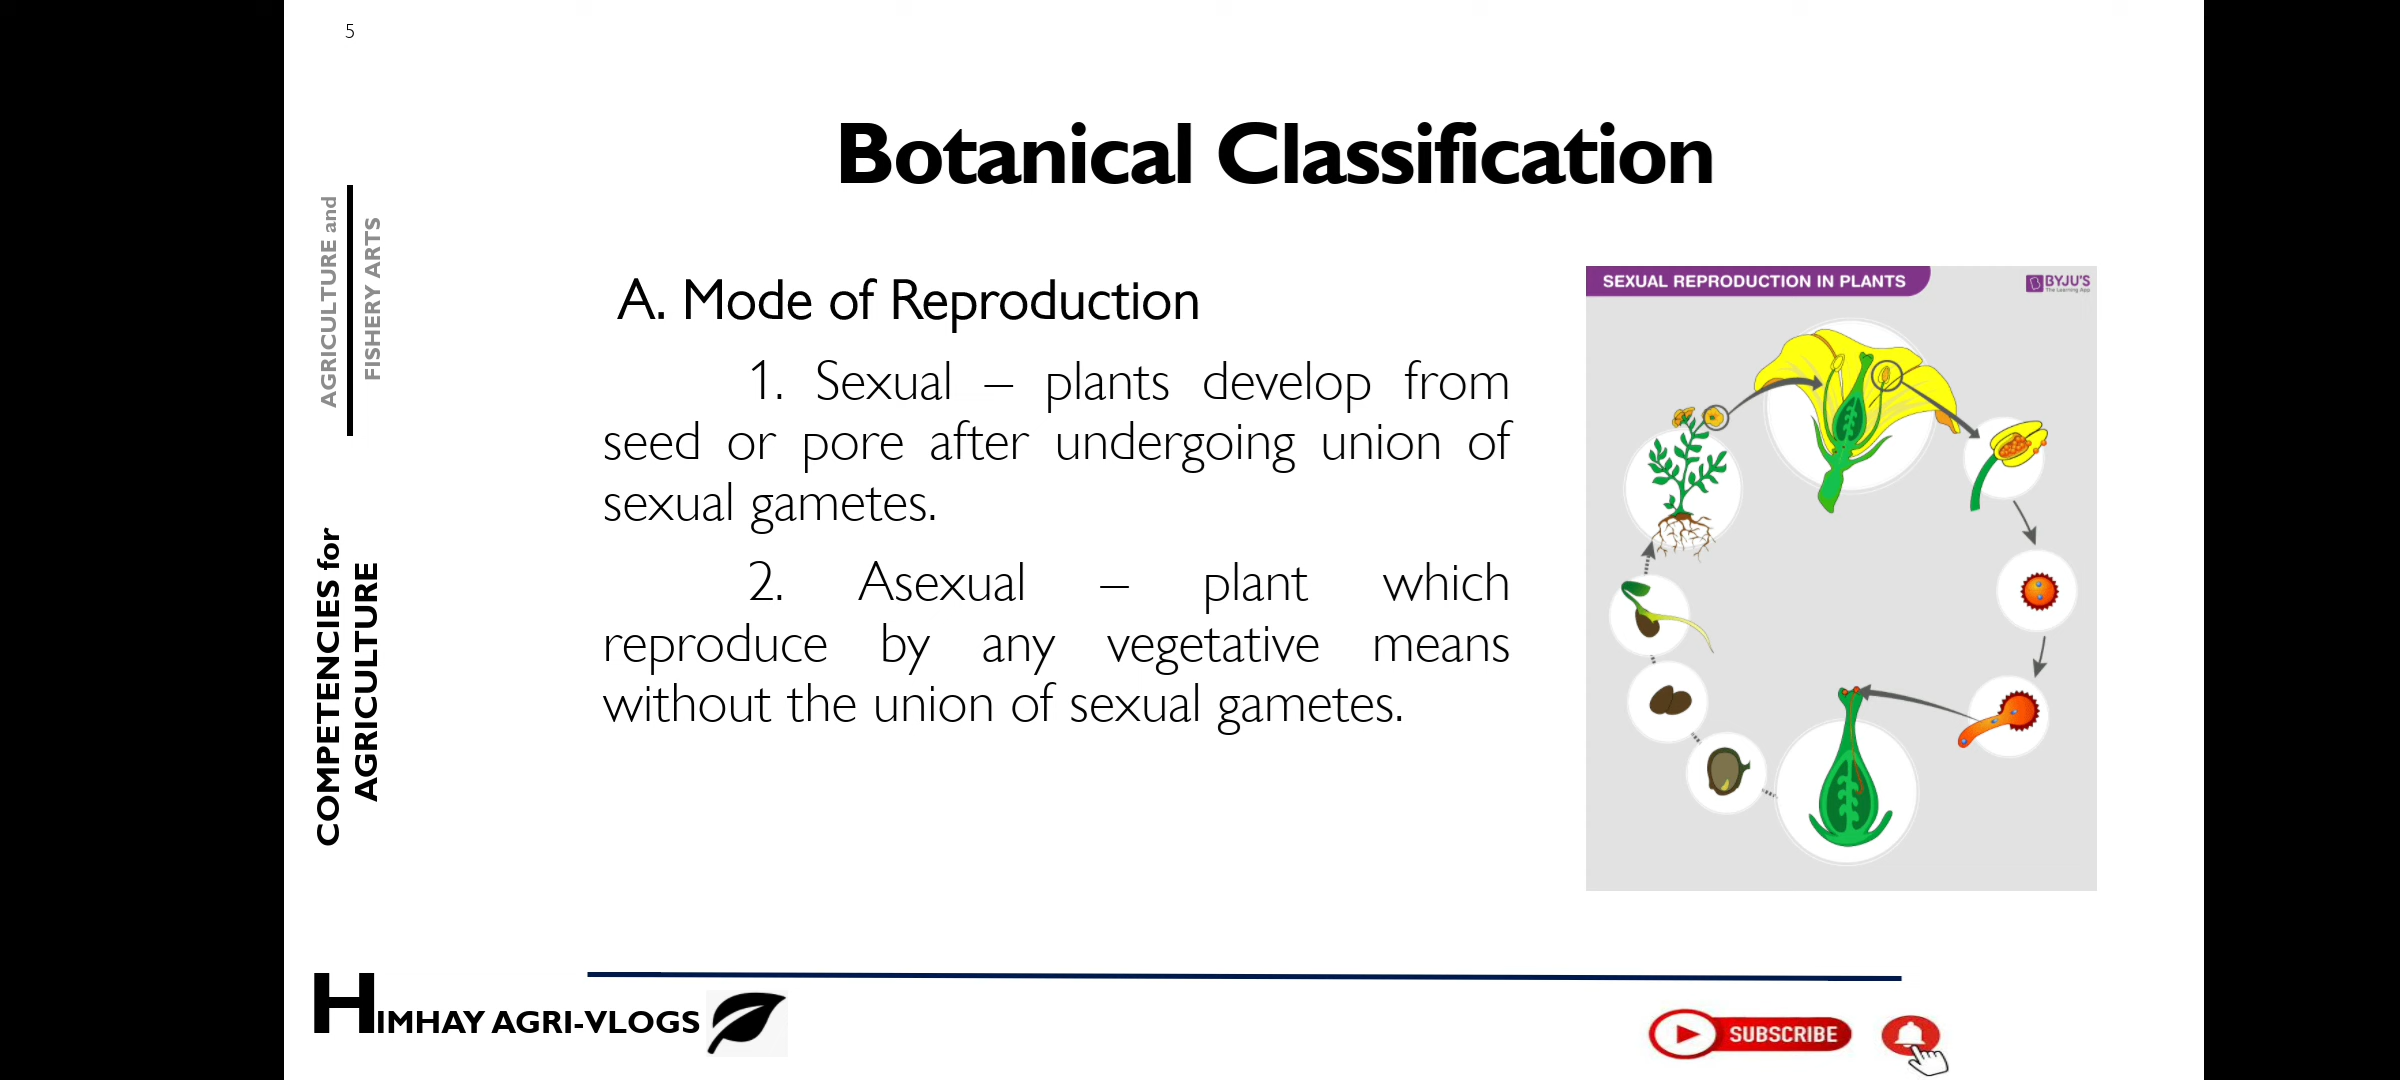 5
AGRICULTURE and
FISHERY ARTS
COMPETENCIES for
AGRICULTURE
Botanical Classification
A. Mode of Reproduction
1. Sexual – plants develop from
seed or pore after undergoing union of
sexual gametes.
2. Asexual – plant which
reproduce by any vegetative means
without the union of sexual gametes.
SEXUAL REPRODUCTION IN PLANTS
BYJU'S
The Learning App
HIMHAY AGRI-VLOGS
SUBSCRIBE